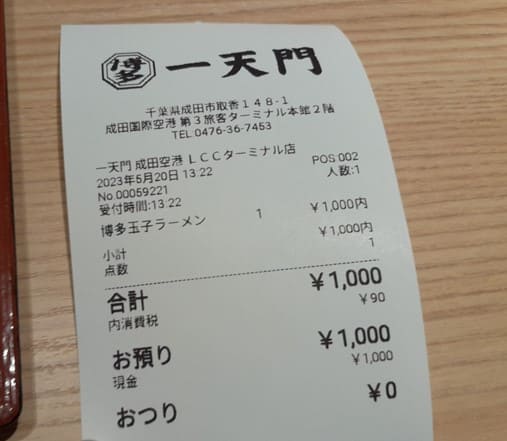 博多 一天門
千葉県成田市取香148-1
成田国際空港 第3旅客ターミナル本館2階
TEL 0476-36-7453
一天門 成田空港 LCCターミナル店
2023年5月20日 13:22 POS:002
No.00059221 人数:1
受付時間:13:22
博多玉子ラーメン 1 ¥1,000内
小計 ¥1,000内
点数 1
合計 ¥1,000
内消費税 ¥90
お預り ¥1,000
現金 ¥1,000
おつり ¥0